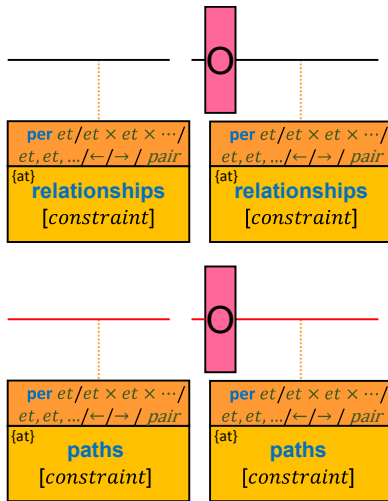 O
per et/et × et × ⋯/
et, et, .../←/→/ pair
{at}
relationships
[constraint]
per et/et × et × ⋯/
et, et, .../←/→/ pair
{at}
relationships
[constraint]
O
per et/et × et × ⋯/
et, et, .../←/→/ pair
{at}
paths
[constraint]
per et/et × et × ⋯/
et, et, .../←/→/ pair
{at}
paths
[constraint]